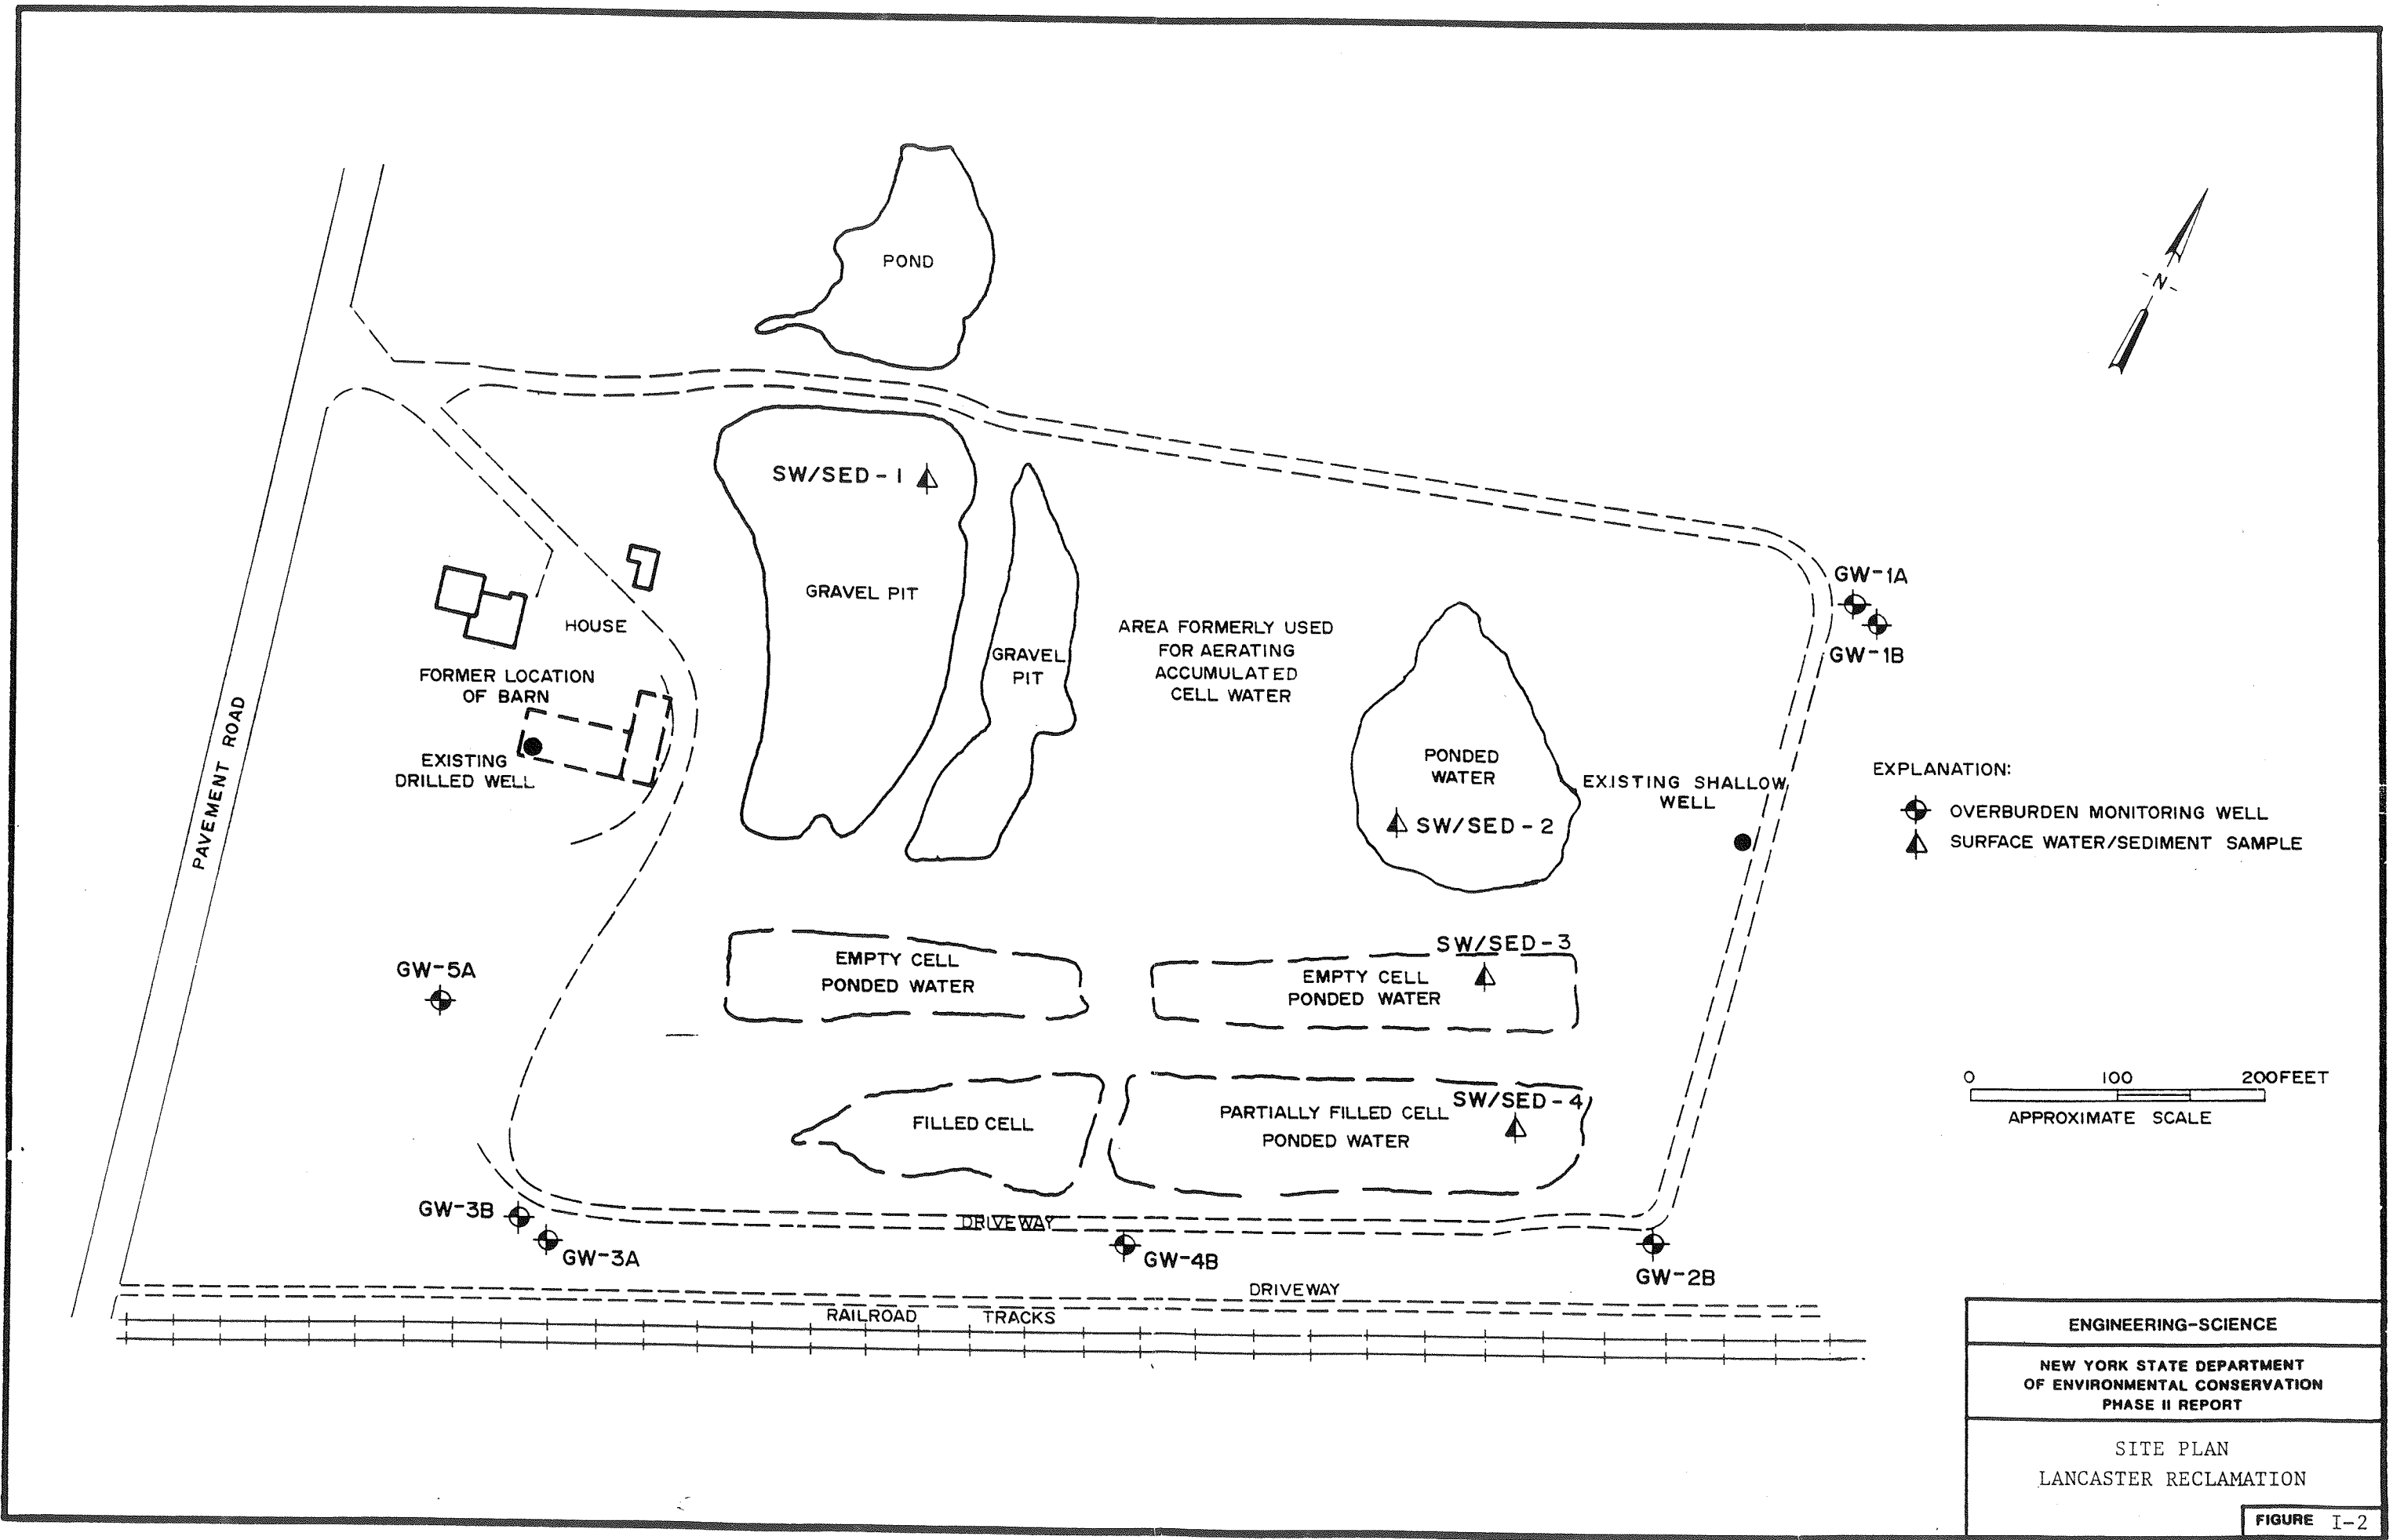 POND
-N-
SW/SED-1
GRAVEL PIT
GW-1A
GW-1B
HOUSE
AREA FORMERLY USED
FOR AERATING
ACCUMULATED
CELL WATER
GRAVEL
PIT
FORMER LOCATION
OF BARN
EXISTING
DRILLED WELL
PAVEMENT ROAD
PONDED
WATER
SW/SED-2
EXISTING SHALLOW
WELL
EXPLANATION:
OVERBURDEN MONITORING WELL
SURFACE WATER/SEDIMENT SAMPLE
GW-5A
EMPTY CELL
PONDED WATER
SW/SED-3
EMPTY CELL
PONDED WATER
0 100 200FEET
APPROXIMATE SCALE
FILLED CELL
PARTIALLY FILLED CELL
PONDED WATER
SW/SED-4
GW-3B
GW-3A
DRIVEWAY
GW-4B
GW-2B
DRIVEWAY
RAILROAD TRACKS
ENGINEERING-SCIENCE
NEW YORK STATE DEPARTMENT
OF ENVIRONMENTAL CONSERVATION
PHASE II REPORT
SITE PLAN
LANCASTER RECLAMATION
FIGURE I-2